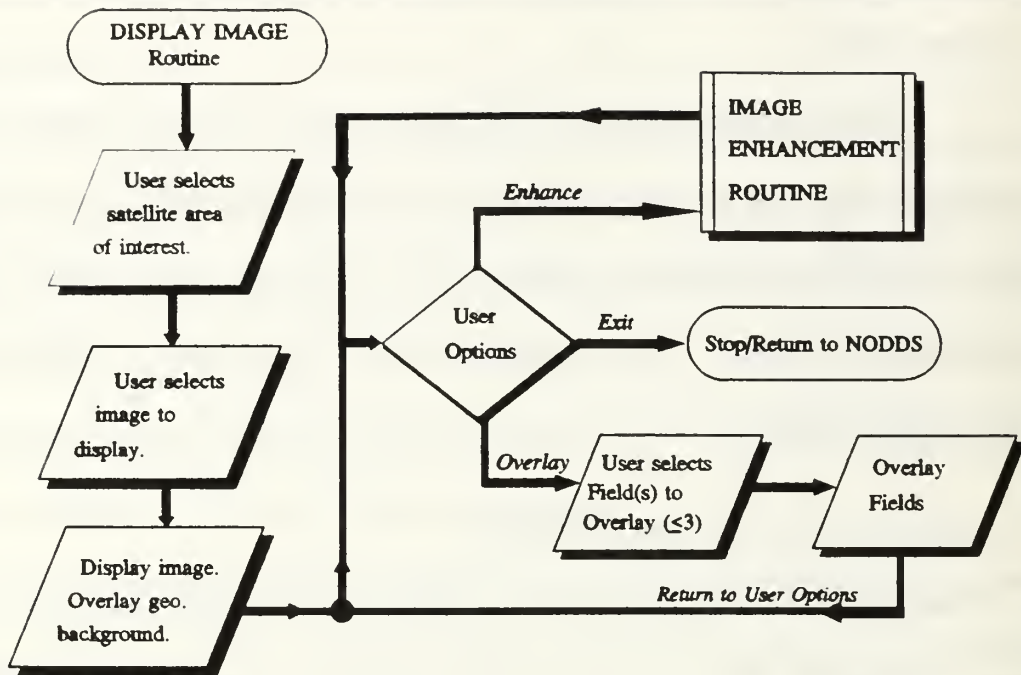 DISPLAY IMAGE
Routine
User selects
satellite area
of interest.
User selects
image to
display.
Display image.
Overlay geo.
background.
IMAGE
ENHANCEMENT
ROUTINE
Enhance
User
Options
Exit
Stop/Return to NODDS
Overlay
User selects
Field(s) to
Overlay (≤3)
Overlay
Fields
Return to User Options